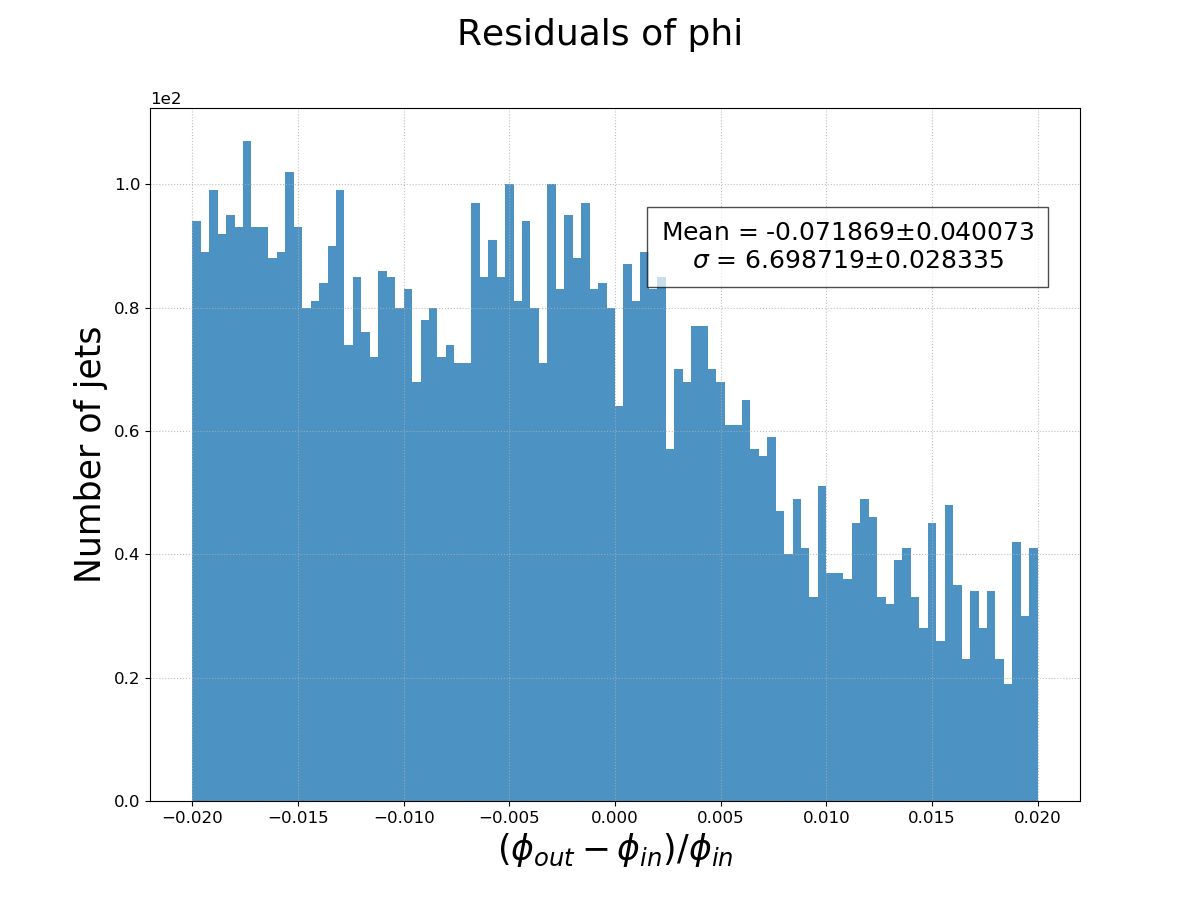 Residuals of phi
1e2
1.0
0.8
0.6
0.4
0.2
0.0
Number of jets
Mean = -0.071869±0.040073
σ = 6.698719±0.028335
−0.020 −0.015 −0.010 −0.005 0.000 0.005 0.010 0.015 0.020
(ϕout − ϕin)/ϕin